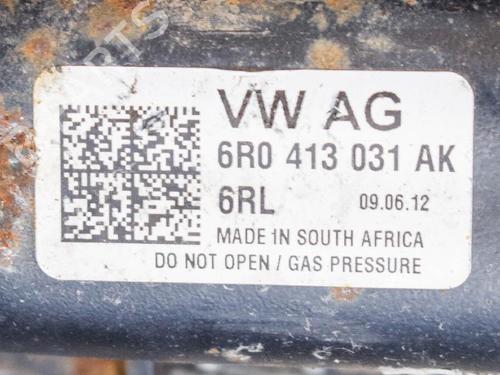 PARTS
VW AG
6R0 413 031 AK
6RL 09.06.12
MADE IN SOUTH AFRICA
DO NOT OPEN / GAS PRESSURE